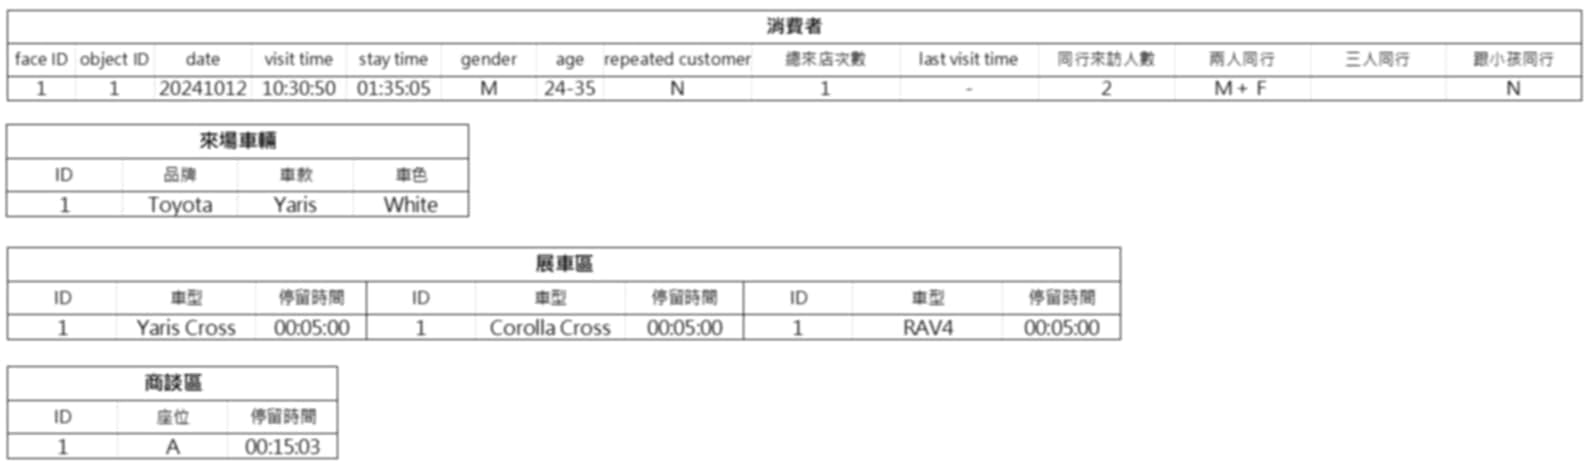 消費者
face ID object ID date visit time stay time gender age repeated customer 總來店次數 last visit time 同行來訪人數 兩人同行 三人同行 跟小孩同行
1 1 20241012 10:30:50 01:35:05 M 24-35 N 1 - 2 M + F N
來場車輛
ID 品牌 車款 車色
1 Toyota Yaris White
展車區
ID 車型 停留時間 ID 車型 停留時間 ID 車型 停留時間
1 Yaris Cross 00:05:00 1 Corolla Cross 00:05:00 1 RAV4 00:05:00
商談區
ID 座位 停留時間
1 A 00:15:03